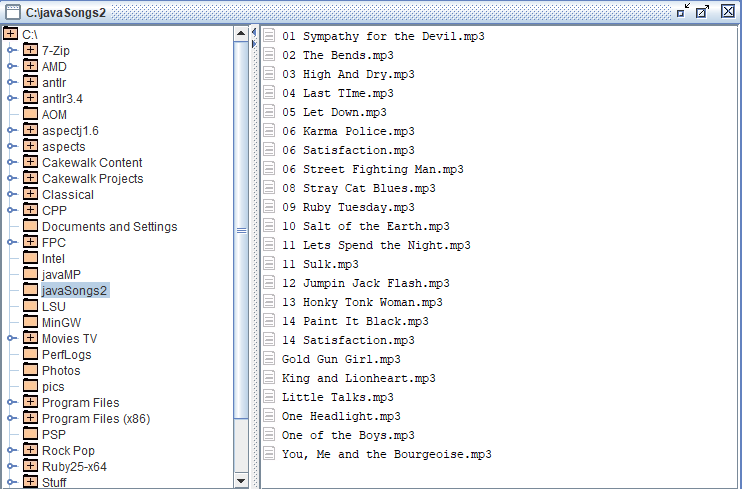 C:\javaSongs2
C:\
7-Zip
AMD
antlr
antlr3.4
AOM
aspectj1.6
aspects
Cakewalk Content
Cakewalk Projects
Classical
CPP
Documents and Settings
FPC
Intel
javaMP
javaSongs2
LSU
MinGW
Movies TV
PerfLogs
Photos
pics
Program Files
Program Files (x86)
PSP
Rock Pop
Ruby25-x64
Stuff
01 Sympathy for the Devil.mp3
02 The Bends.mp3
03 High And Dry.mp3
04 Last TIme.mp3
05 Let Down.mp3
06 Karma Police.mp3
06 Satisfaction.mp3
06 Street Fighting Man.mp3
08 Stray Cat Blues.mp3
09 Ruby Tuesday.mp3
10 Salt of the Earth.mp3
11 Lets Spend the Night.mp3
11 Sulk.mp3
12 Jumpin Jack Flash.mp3
13 Honky Tonk Woman.mp3
14 Paint It Black.mp3
14 Satisfaction.mp3
Gold Gun Girl.mp3
King and Lionheart.mp3
Little Talks.mp3
One Headlight.mp3
One of the Boys.mp3
You, Me and the Bourgeoise.mp3